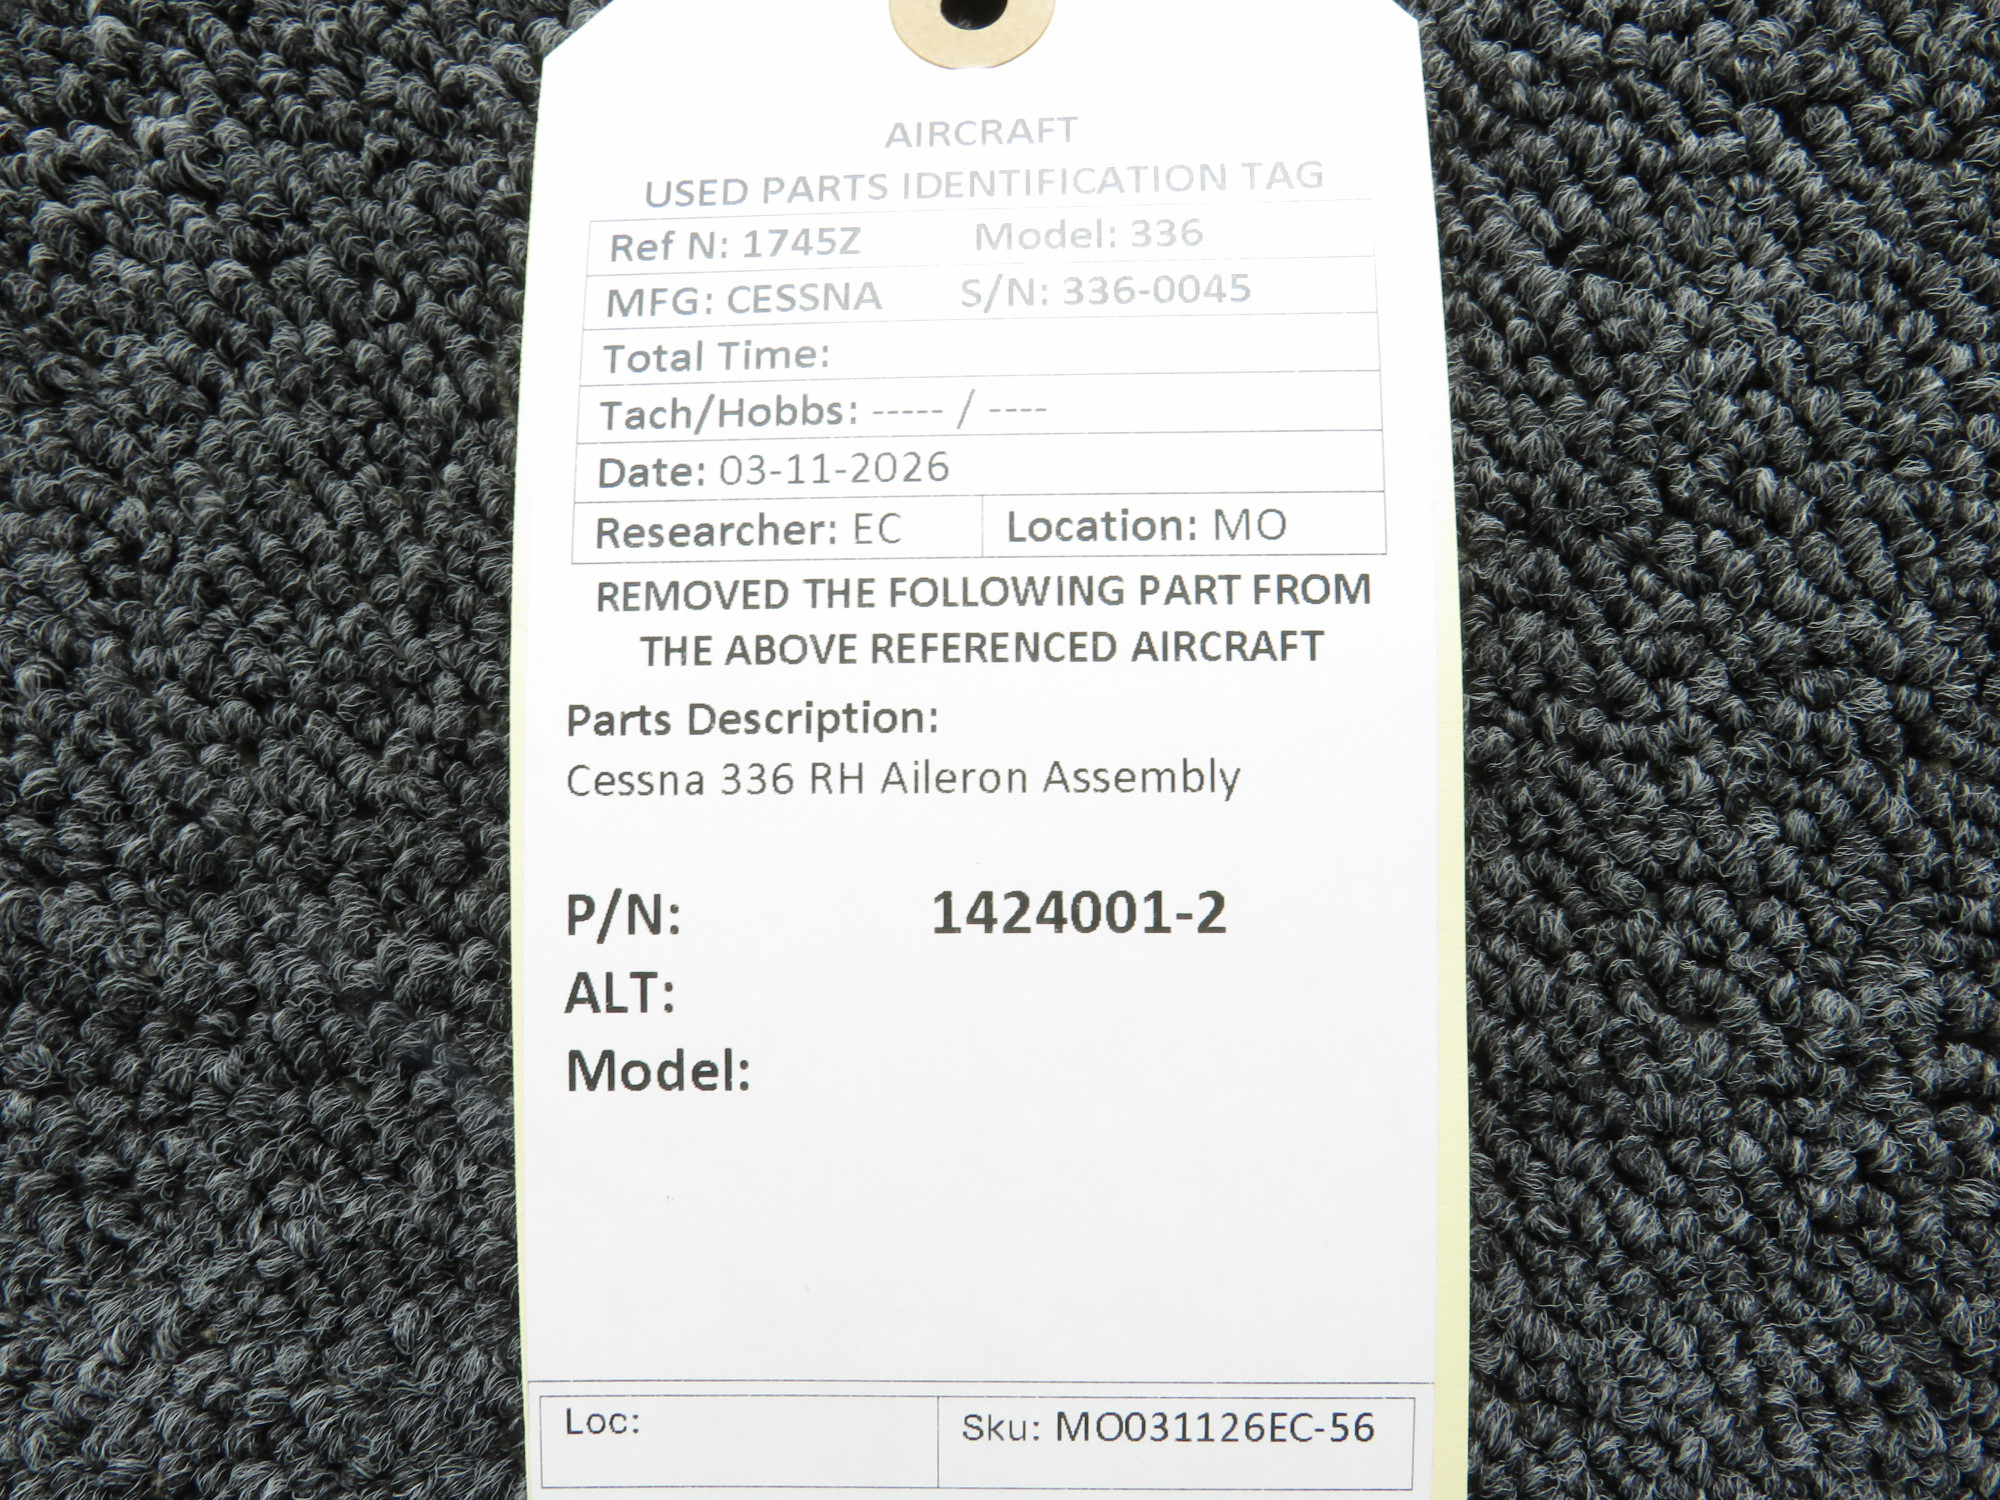 AIRCRAFT
USED PARTS IDENTIFICATION TAG
Ref N: 1745Z Model: 336
MFG: CESSNA S/N: 336-0045
Total Time:
Tach/Hobbs: ----- / ----
Date: 03-11-2026
Researcher: EC Location: MO
REMOVED THE FOLLOWING PART FROM
THE ABOVE REFERENCED AIRCRAFT
Parts Description:
Cessna 336 RH Aileron Assembly
P/N: 1424001-2
ALT:
Model:
Loc: Sku: MO031126EC-56